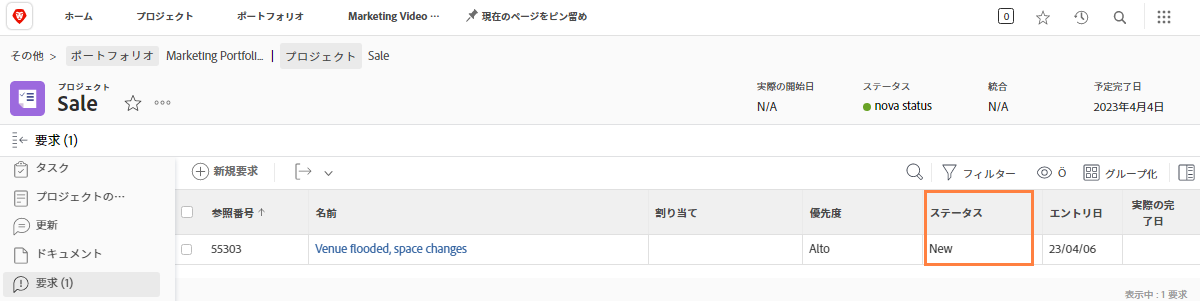 ホーム プロジェクト ポートフォリオ Marketing Video … 現在のページをピン留め 0
その他 > ポートフォリオ Marketing Portfoli... | プロジェクト Sale
プロジェクト
Sale
実際の開始日 ステータス 統合 予定完了日
N/A nova status N/A 2023年4月4日
要求 (1)
タスク
プロジェクトの…
更新
ドキュメント
要求 (1)
新規要求 フィルター Ö グループ化
参照番号 ↑ 名前 割り当て 優先度 ステータス エントリ日 実際の完了日
55303 Venue flooded, space changes Alto New 23/04/06
表示中 : 1 要求